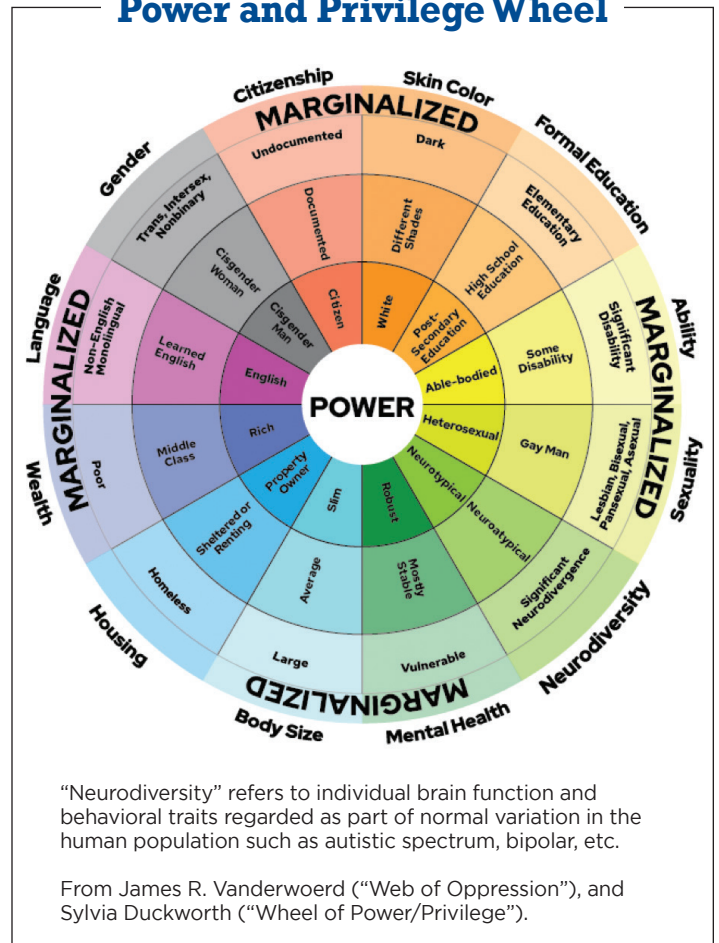 Power and Privilege Wheel
Citizenship
Skin Color
Formal Education
Ability
Sexuality
Neurodiversity
Mental Health
Body Size
Housing
Wealth
Language
Gender
MARGINALIZED
MARGINALIZED
MARGINALIZED
MARGINALIZED
Undocumented
Documented
Citizen
Dark
Different
Shades
White
Elementary
Education
High School
Education
Post-
Secondary
Education
Significant
Disability
Some
Disability
Able-bodied
Lesbian, Bisexual,
Pansexual, Asexual
Gay Man
Heterosexual
Significant
Neurodivergence
Neuroatypical
Neurotypical
Vulnerable
Mostly
Stable
Robust
Large
Average
Slim
Homeless
Sheltered or
Renting
Property
Owner
Poor
Middle
Class
Rich
Non-English
Monolingual
Learned
English
English
Trans, Intersex,
Nonbinary
Cisgender
Woman
Cisgender
Man
POWER
“Neurodiversity” refers to individual brain function and
behavioral traits regarded as part of normal variation in the
human population such as autistic spectrum, bipolar, etc.
From James R. Vanderwoerd (“Web of Oppression”), and
Sylvia Duckworth (“Wheel of Power/Privilege”).